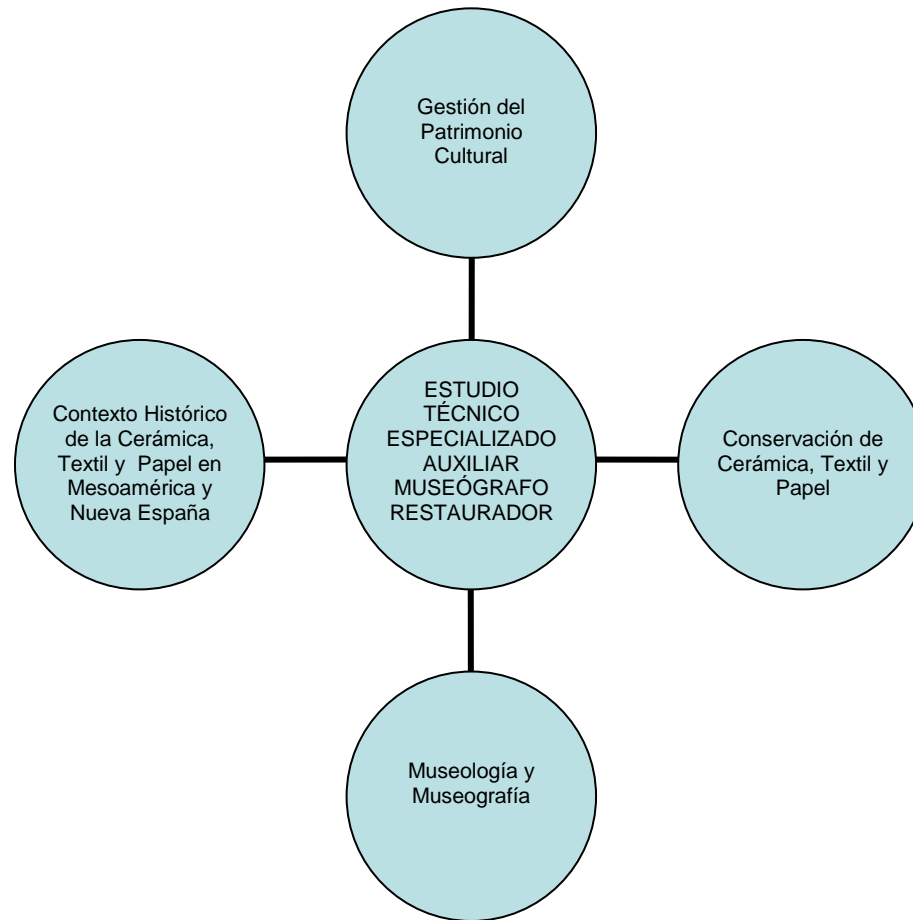 Gestión del
Patrimonio
Cultural
Contexto Histórico
de la Cerámica,
Textil y Papel en
Mesoamérica y
Nueva España
ESTUDIO
TÉCNICO
ESPECIALIZADO
AUXILIAR
MUSEÓGRAFO
RESTAURADOR
Conservación de
Cerámica, Textil y
Papel
Museología y
Museografía